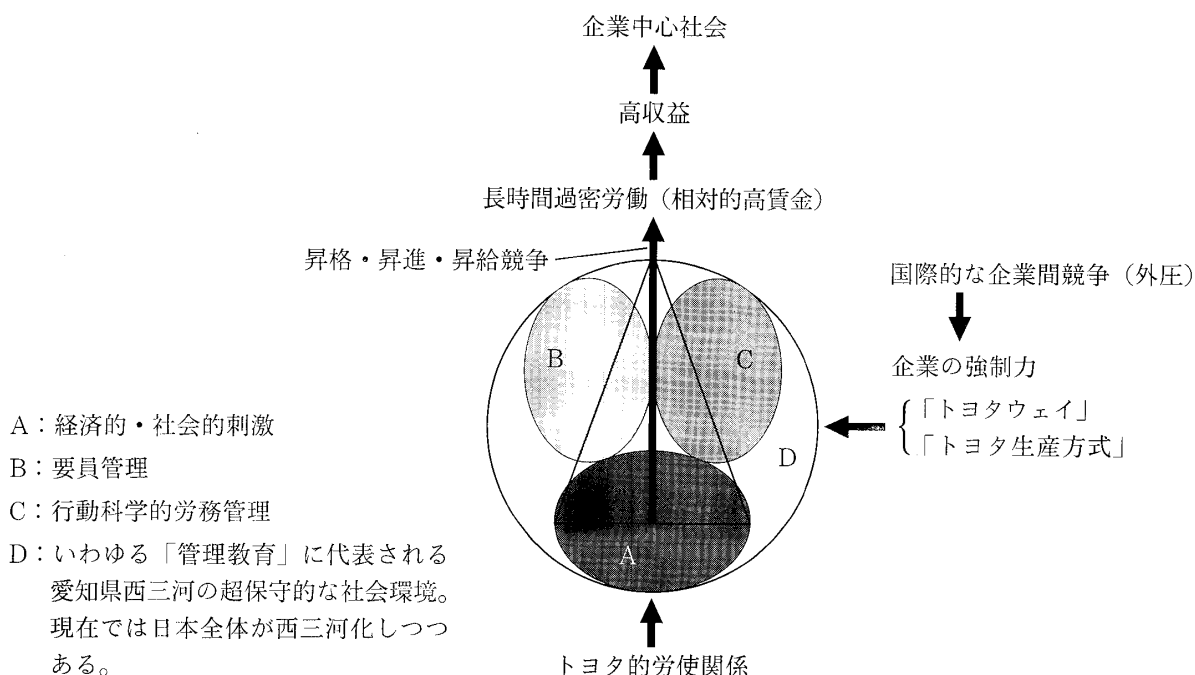 企業中心社会
高収益
長時間過密労働（相対的高賃金）
昇格・昇進・昇給競争
国際的な企業間競争（外圧）
企業の強制力
「トヨタウェイ」
「トヨタ生産方式」
B
C
D
A
A：経済的・社会的刺激
B：要員管理
C：行動科学的労務管理
D：いわゆる「管理教育」に代表される
愛知県西三河の超保守的な社会環境。
現在では日本全体が西三河化しつつ
ある。
トヨタ的労使関係